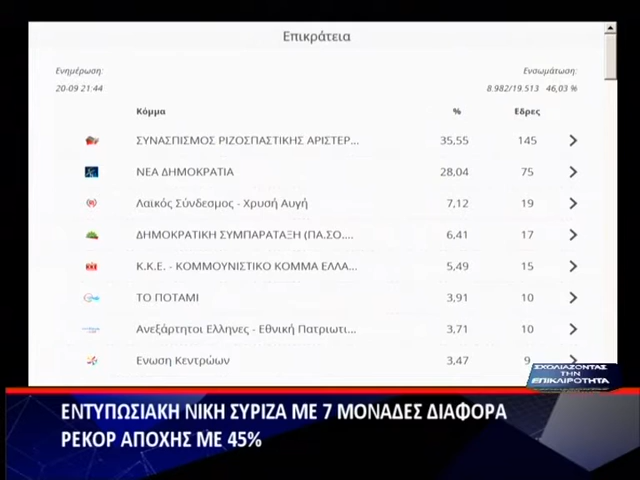 Επικράτεια
Ενημέρωση: Ενσωμάτωση:
20-09 21:44 8.982/19.513 46,03 %
Κόμμα % Εδρες
ΣΥΝΑΣΠΙΣΜΟΣ ΡΙΖΟΣΠΑΣΤΙΚΗΣ ΑΡΙΣΤΕΡ... 35,55 145
ΝΕΑ ΔΗΜΟΚΡΑΤΙΑ 28,04 75
Λαϊκός Σύνδεσμος - Χρυσή Αυγή 7,12 19
ΔΗΜΟΚΡΑΤΙΚΗ ΣΥΜΠΑΡΑΤΑΞΗ (ΠΑ.ΣΟ.... 6,41 17
Κ.Κ.Ε. - ΚΟΜΜΟΥΝΙΣΤΙΚΟ ΚΟΜΜΑ ΕΛΛΑ... 5,49 15
ΤΟ ΠΟΤΑΜΙ 3,91 10
Ανεξάρτητοι Ελληνες - Εθνική Πατριωτι... 3,71 10
Ενωση Κεντρώων 3,47 9
ΣΧΟΛΙΑΖΟΝΤΑΣ
ΤΗΝ
ΕΠΙΚΑΙΡΟΤΗΤΑ
ΕΝΤΥΠΩΣΙΑΚΗ ΝΙΚΗ ΣΥΡΙΖΑ ΜΕ 7 ΜΟΝΑΔΕΣ ΔΙΑΦΟΡΑ
ΡΕΚΟΡ ΑΠΟΧΗΣ ΜΕ 45%